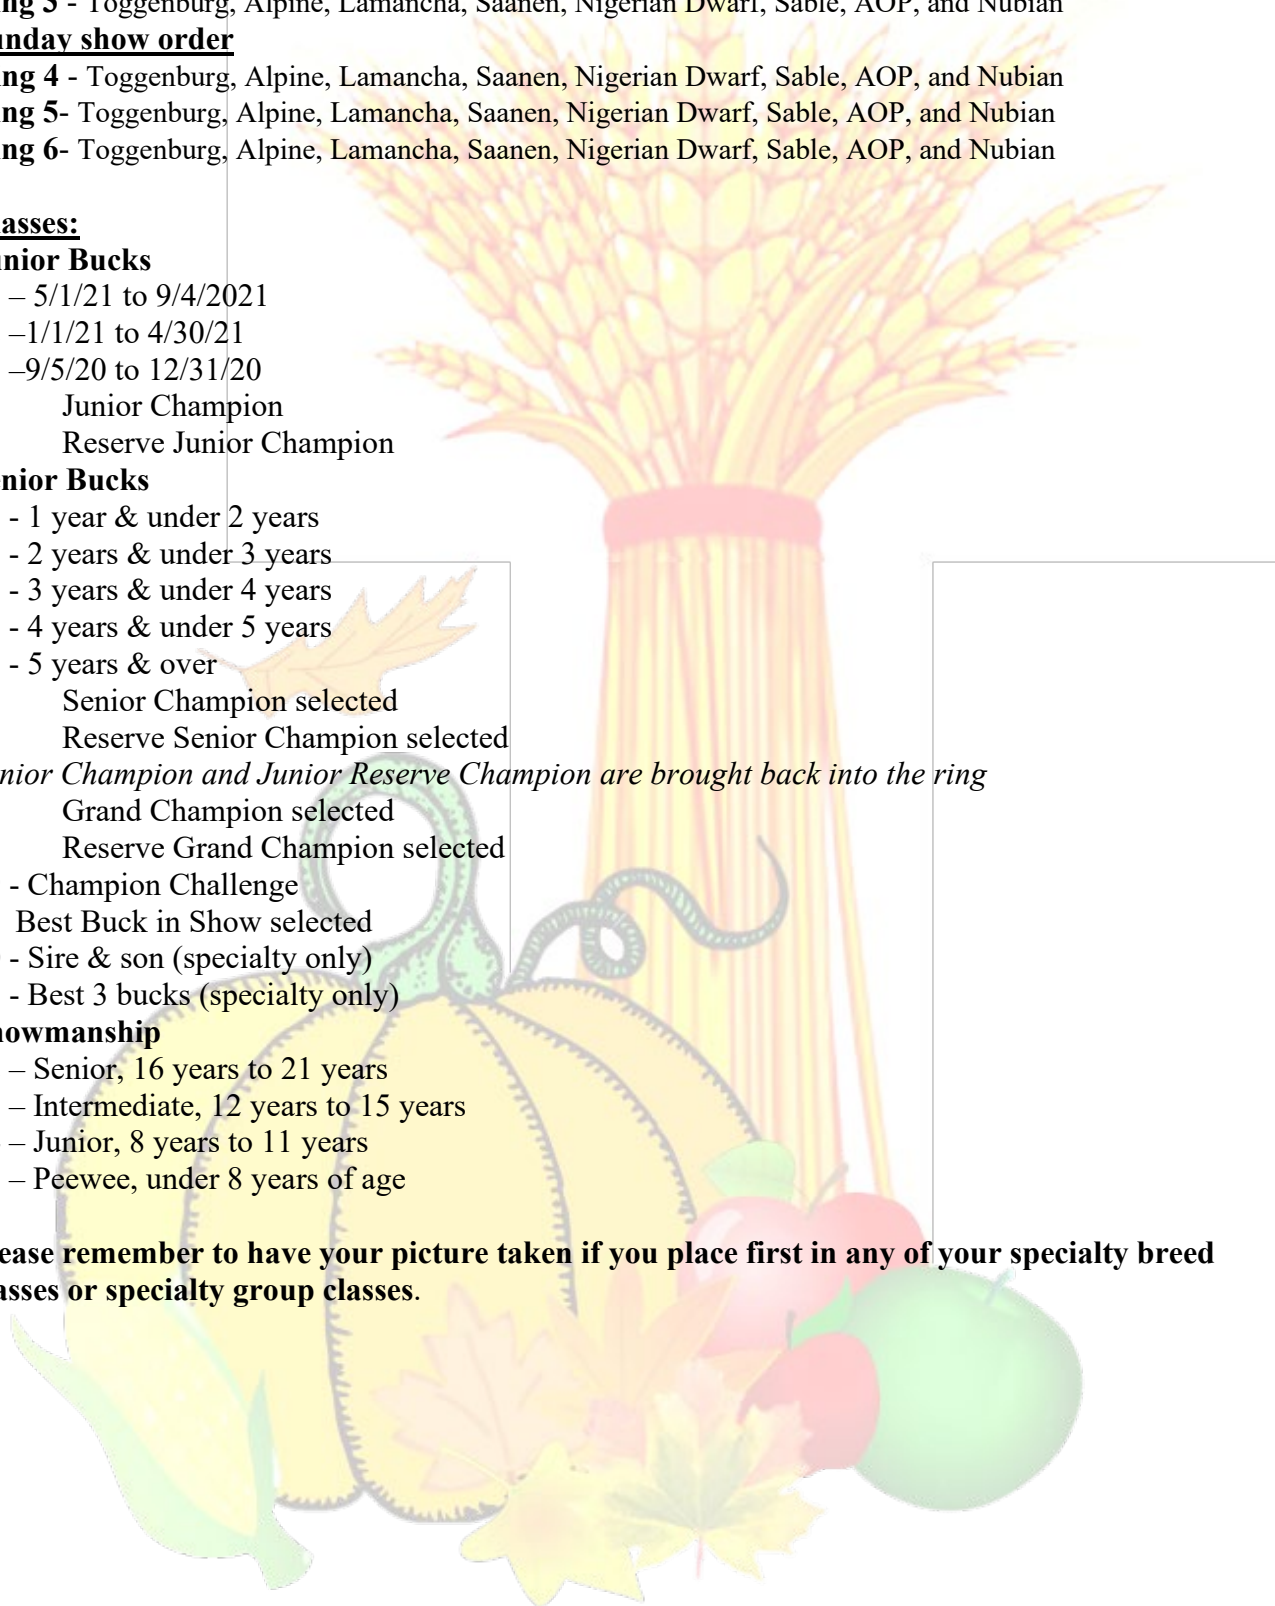 ng 3 - Toggenburg, Alpine, Lamancha, Saanen, Nigerian Dwarf, Sable, AOP, and Nubian
unday show order
ng 4 - Toggenburg, Alpine, Lamancha, Saanen, Nigerian Dwarf, Sable, AOP, and Nubian
ng 5- Toggenburg, Alpine, Lamancha, Saanen, Nigerian Dwarf, Sable, AOP, and Nubian
ng 6- Toggenburg, Alpine, Lamancha, Saanen, Nigerian Dwarf, Sable, AOP, and Nubian
asses:
nior Bucks
– 5/1/21 to 9/4/2021
–1/1/21 to 4/30/21
–9/5/20 to 12/31/20
Junior Champion
Reserve Junior Champion
nior Bucks
- 1 year & under 2 years
- 2 years & under 3 years
- 3 years & under 4 years
- 4 years & under 5 years
- 5 years & over
Senior Champion selected
Reserve Senior Champion selected
nior Champion and Junior Reserve Champion are brought back into the ring
Grand Champion selected
Reserve Grand Champion selected
- Champion Challenge
Best Buck in Show selected
- Sire & son (specialty only)
- Best 3 bucks (specialty only)
howmanship
– Senior, 16 years to 21 years
– Intermediate, 12 years to 15 years
– Junior, 8 years to 11 years
– Peewee, under 8 years of age
ease remember to have your picture taken if you place first in any of your specialty breed
asses or specialty group classes.